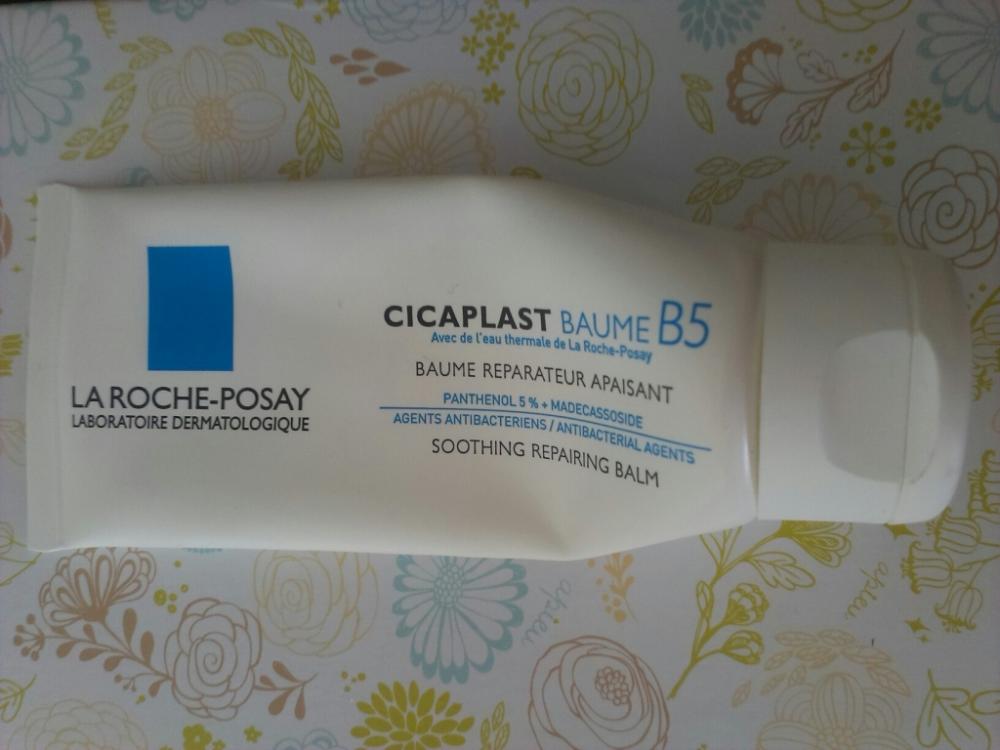 LA ROCHE-POSAY
LABORATOIRE DERMATOLOGIQUE
CICAPLAST BAUME B5
Avec de l'eau thermale de La Roche-Posay
BAUME REPARATEUR APAISANT
PANTHENOL 5 % + MADECASSOSIDE
AGENTS ANTIBACTERIENS / ANTIBACTERIAL AGENTS
SOOTHING REPAIRING BALM